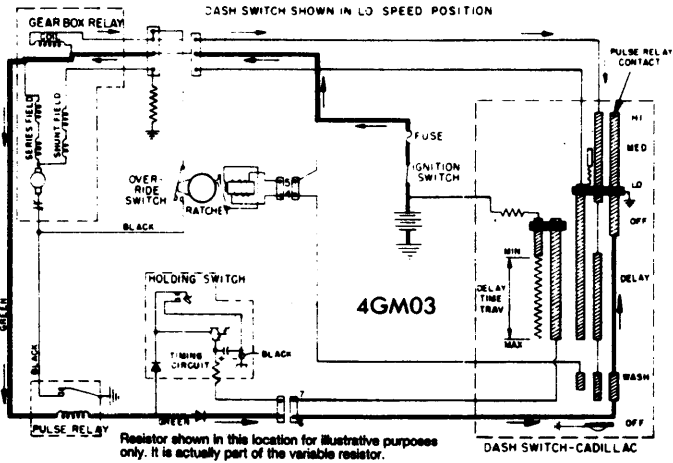 DASH SWITCH SHOWN IN LO SPEED POSITION
GEAR BOX RELAY
COIL
PULSE RELAY
CONTACT
SERIES FIELD
SHUNT FIELD
HI
MED
LO
OFF
FUSE
IGNITION
SWITCH
OVER-
RIDE
SWITCH
RATCHET
5
4
BLACK
MIN
DELAY
TIME
TRAV
MAX
DELAY
HOLDING SWITCH
4GM03
GREEN
TIMING
CIRCUIT
BLACK
BLACK
WASH
7
GREEN
OFF
PULSE RELAY
DASH SWITCH-CADILLAC
Resistor shown in this location for illustrative purposes
only. It is actually part of the variable resistor.